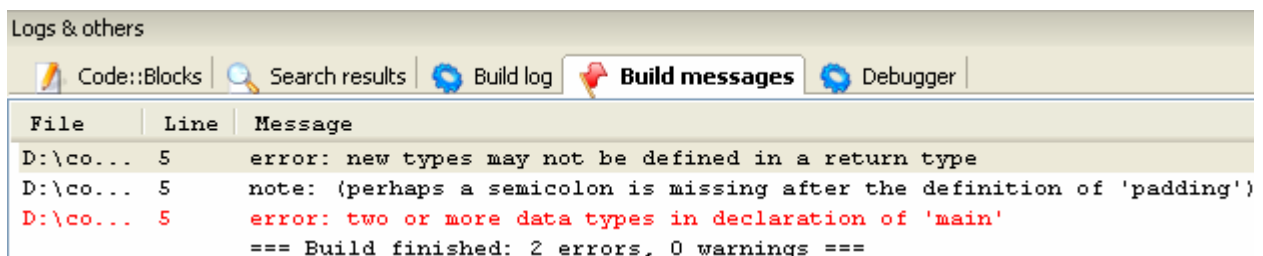 Logs & others
Code::Blocks Search results Build log Build messages Debugger
File Line Message
D:\co... 5 error: new types may not be defined in a return type
D:\co... 5 note: (perhaps a semicolon is missing after the definition of 'padding')
D:\co... 5 error: two or more data types in declaration of 'main'
=== Build finished: 2 errors, 0 warnings ===